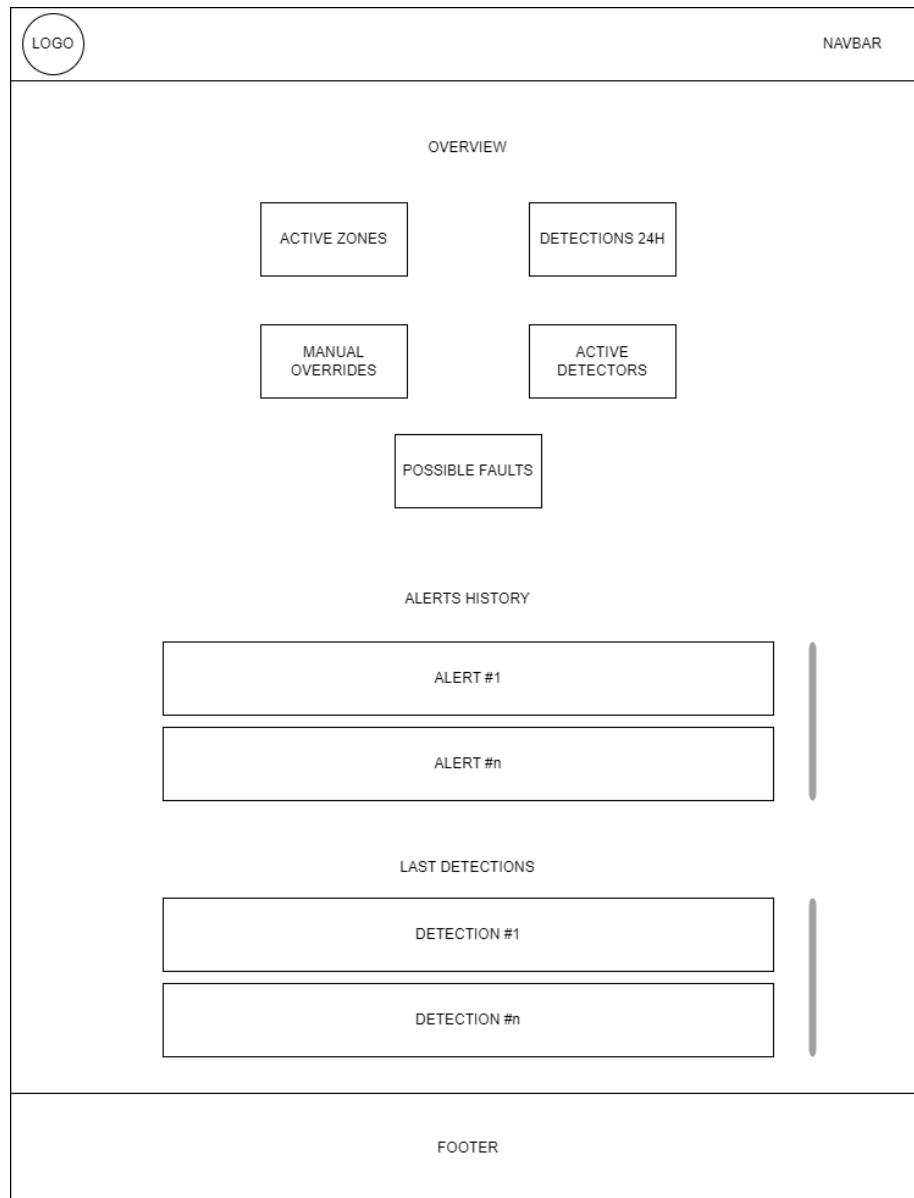 LOGO
NAVBAR
OVERVIEW
ACTIVE ZONES
DETECTIONS 24H
MANUAL
OVERRIDES
ACTIVE
DETECTORS
POSSIBLE FAULTS
ALERTS HISTORY
ALERT #1
ALERT #n
LAST DETECTIONS
DETECTION #1
DETECTION #n
FOOTER